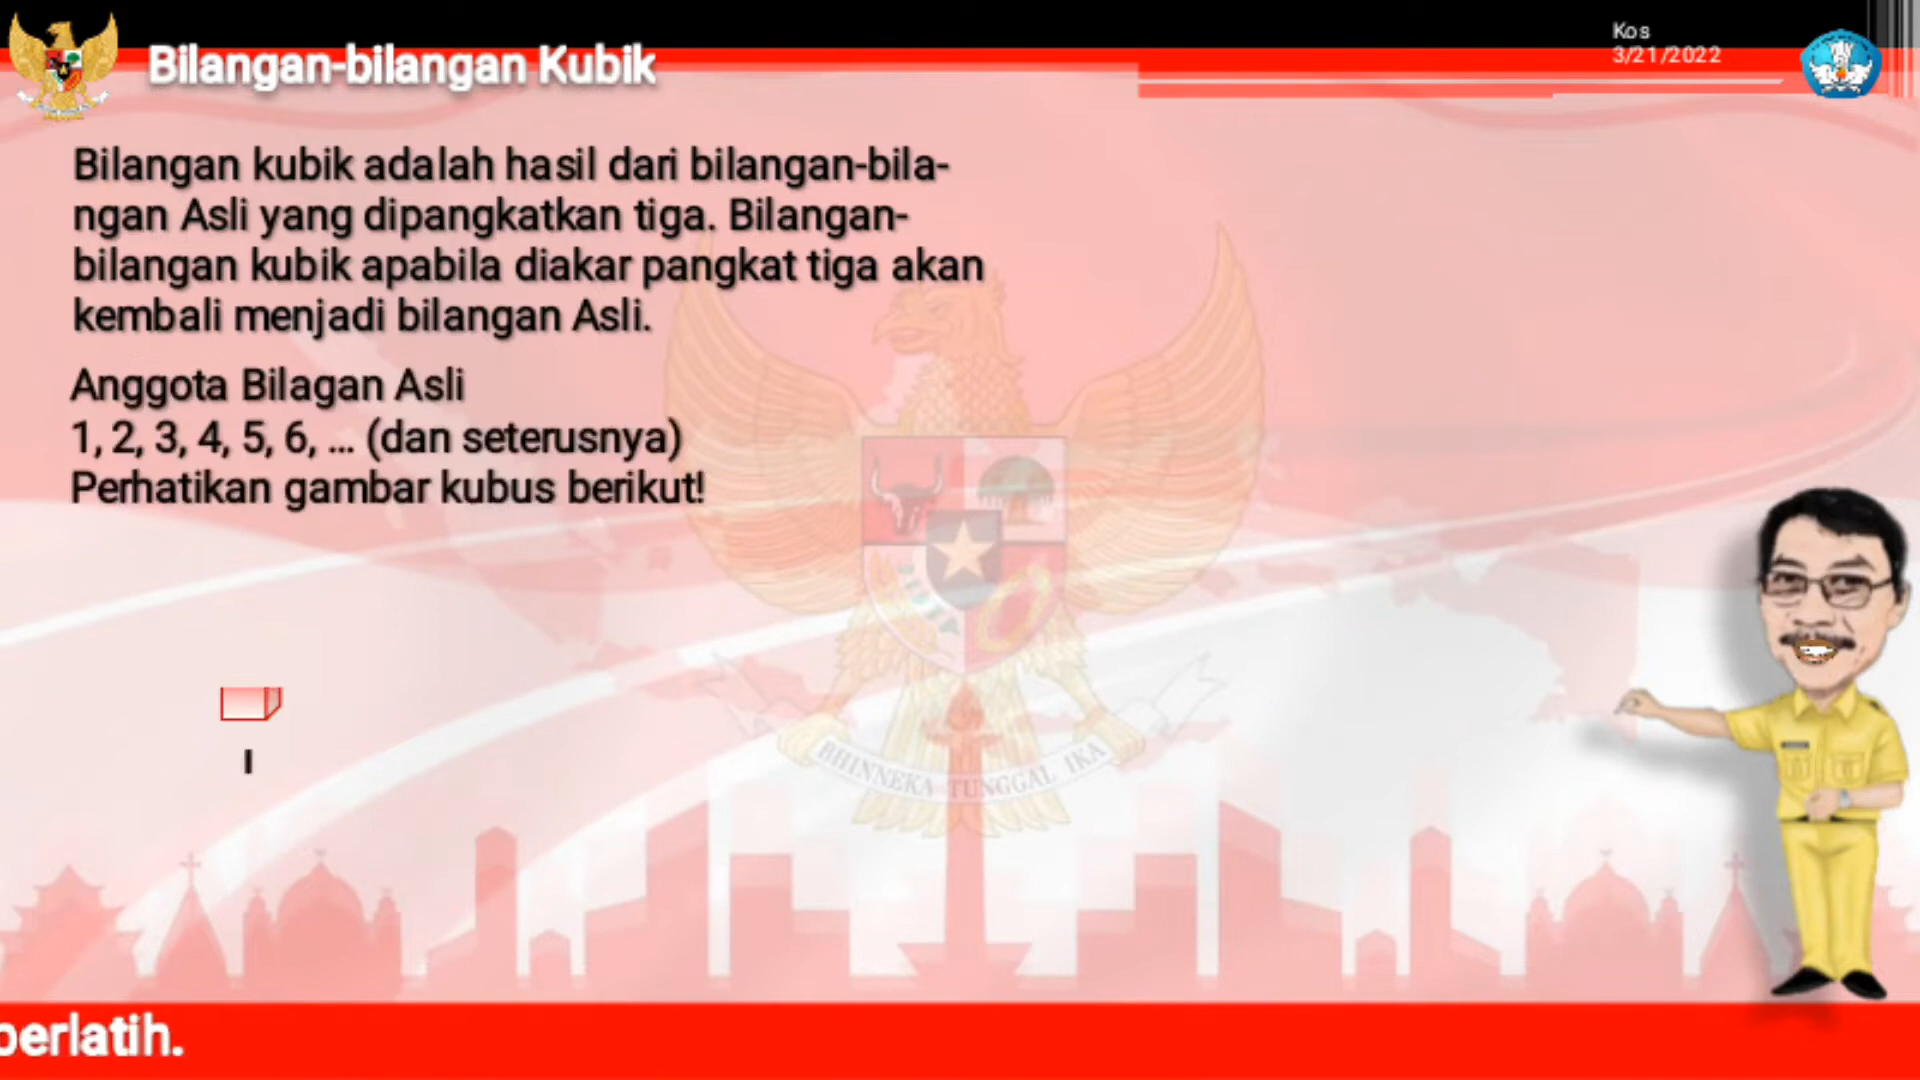 Kos
3/21/2022
Bilangan-bilangan Kubik
Bilangan kubik adalah hasil dari bilangan-bila-
ngan Asli yang dipangkatkan tiga. Bilangan-
bilangan kubik apabila diakar pangkat tiga akan
kembali menjadi bilangan Asli.
Anggota Bilagan Asli
1, 2, 3, 4, 5, 6, ... (dan seterusnya)
Perhatikan gambar kubus berikut!
I
BHINNEKA TUNGGAL IKA
berlatih.